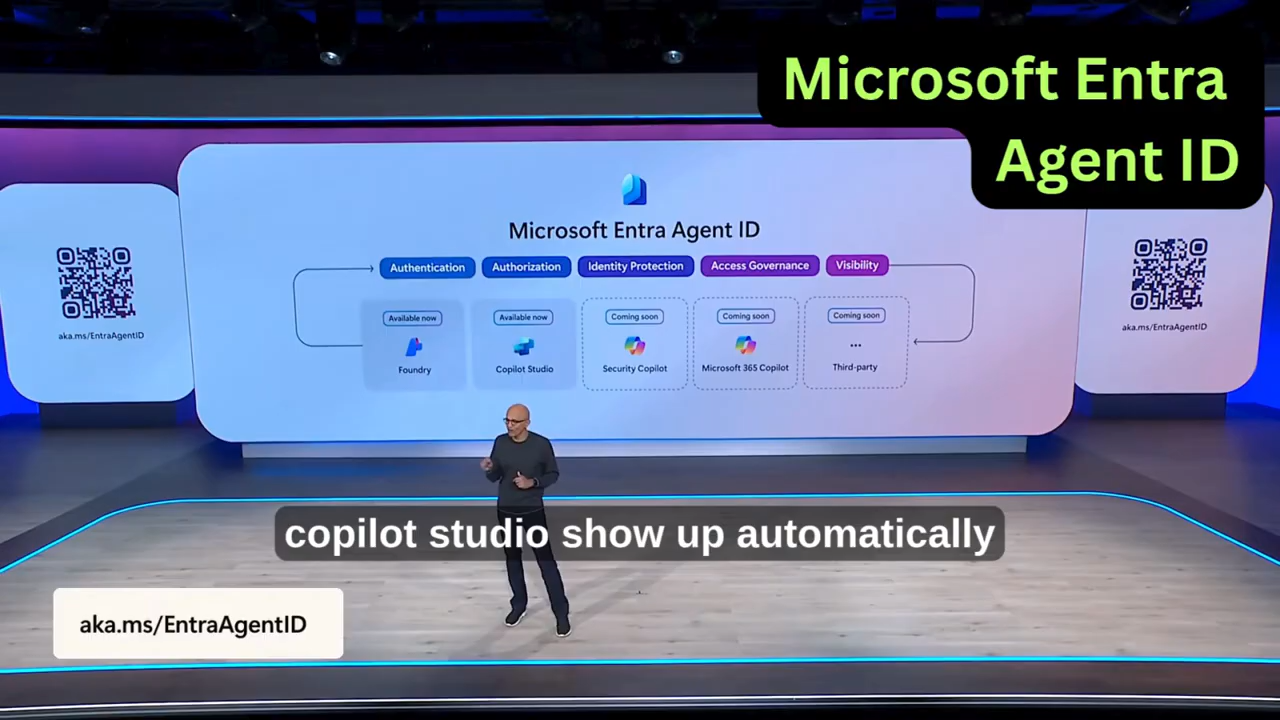 Microsoft Entra
Agent ID
Microsoft Entra Agent ID
Authentication
Authorization
Identity Protection
Access Governance
Visibility
Available now
Foundry
Available now
Copilot Studio
Coming soon
Security Copilot
Coming soon
Microsoft 365 Copilot
Coming soon
Third-party
aka.ms/EntraAgentID
aka.ms/EntraAgentID
copilot studio show up automatically
aka.ms/EntraAgentID